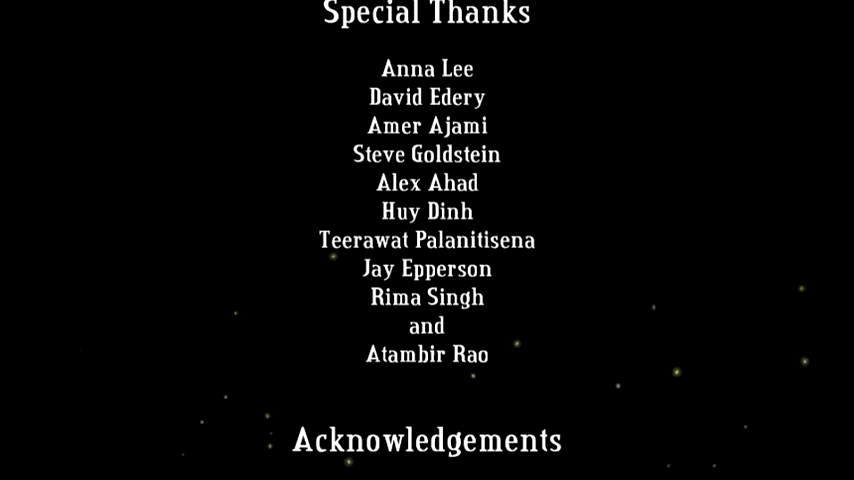 Special Thanks
Anna Lee
David Edery
Amer Ajami
Steve Goldstein
Alex Ahad
Huy Dinh
Teerawat Palanitisena
Jay Epperson
Rima Singh
and
Atambir Rao
Acknowledgements